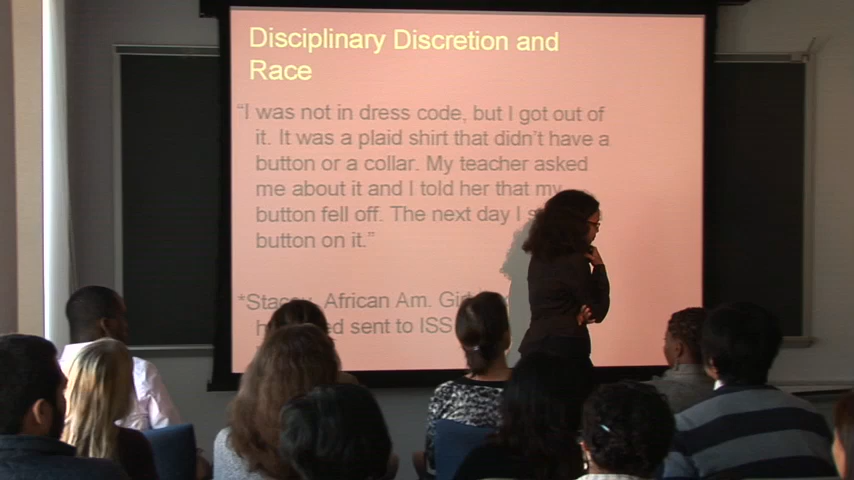 Disciplinary Discretion and
Race
“I was not in dress code, but I got out of
it. It was a plaid shirt that didn’t have a
button or a collar. My teacher asked
me about it and I told her that my
button fell off. The next day I
button on it.”
African Am.
sent to ISS